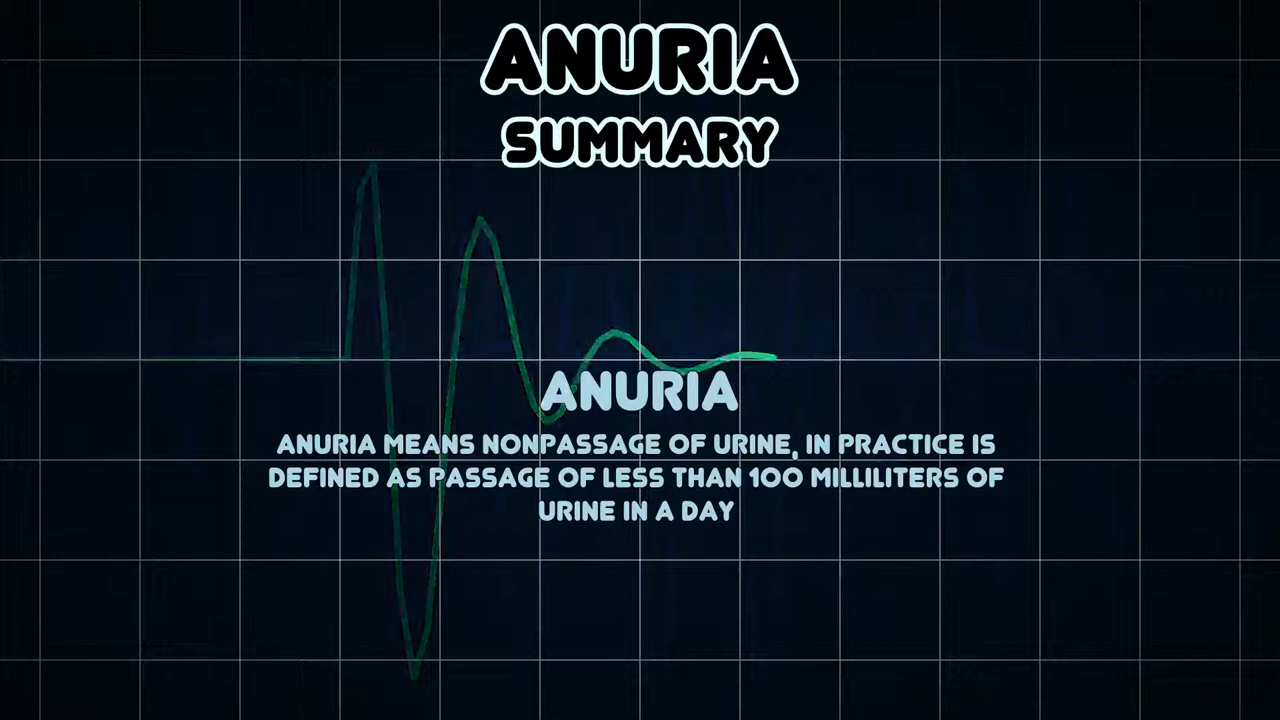 ANURIA
SUMMARY
ANURIA
ANURIA MEANS NONPASSAGE OF URINE, IN PRACTICE IS
DEFINED AS PASSAGE OF LESS THAN 100 MILLILITERS OF
URINE IN A DAY